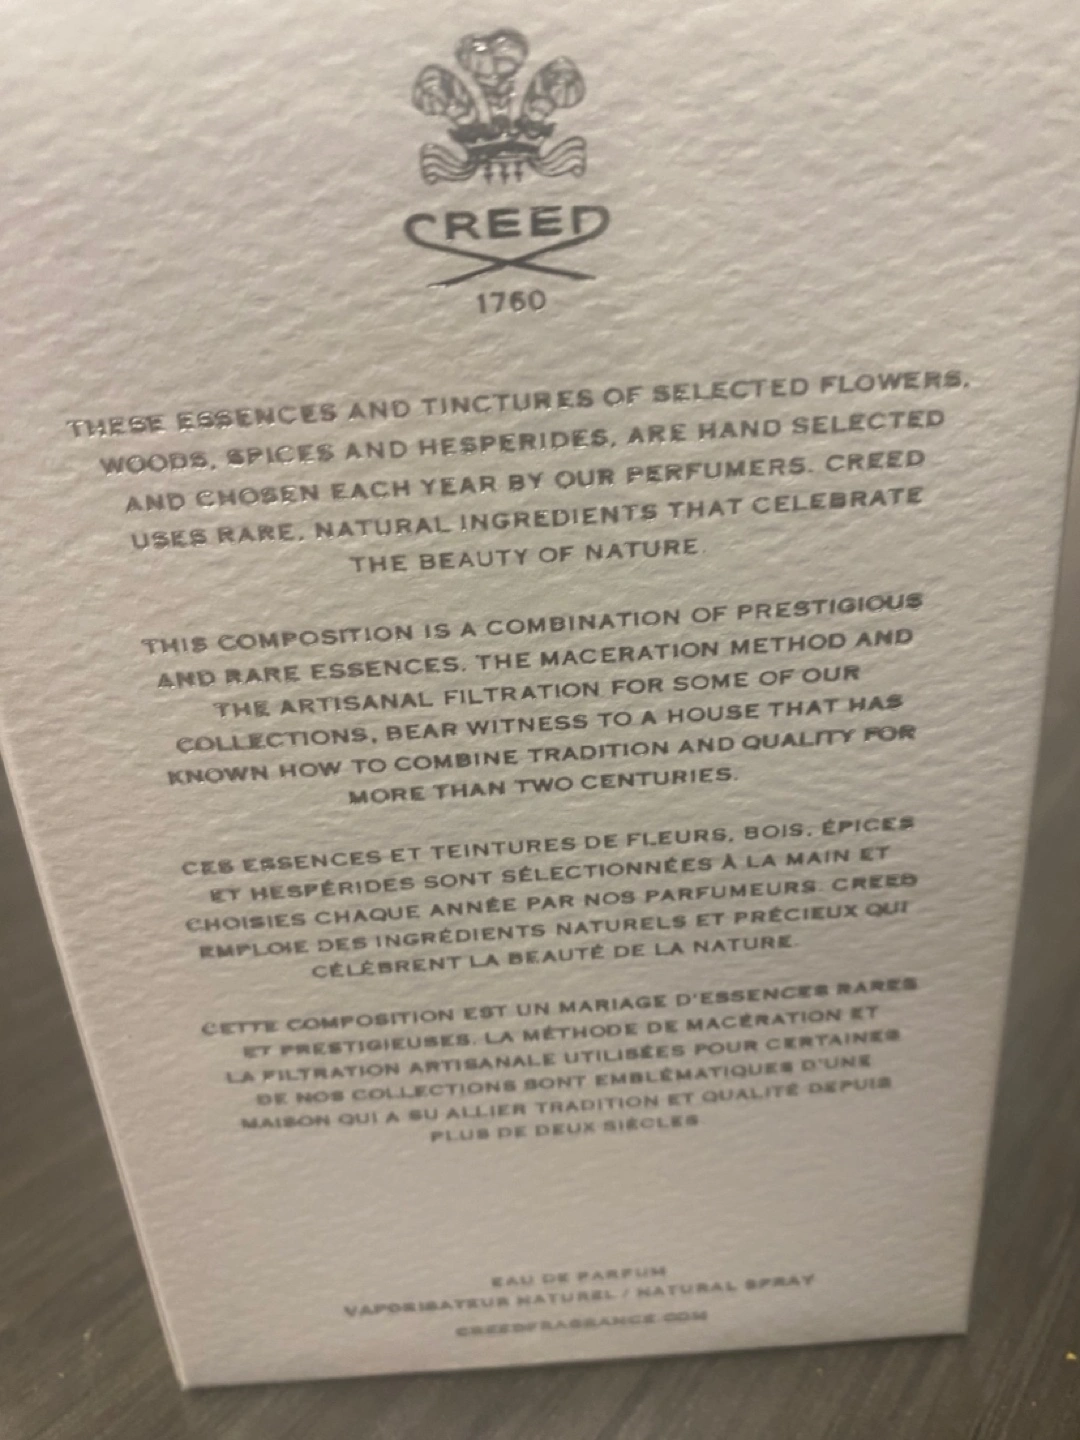 CREED
1760
THESE ESSENCES AND TINCTURES OF SELECTED FLOWERS,
WOODS, SPICES AND HESPERIDES, ARE HAND SELECTED
AND CHOSEN EACH YEAR BY OUR PERFUMERS. CREED
USES RARE, NATURAL INGREDIENTS THAT CELEBRATE
THE BEAUTY OF NATURE.
THIS COMPOSITION IS A COMBINATION OF PRESTIGIOUS
AND RARE ESSENCES. THE MACERATION METHOD AND
THE ARTISANAL FILTRATION FOR SOME OF OUR
COLLECTIONS, BEAR WITNESS TO A HOUSE THAT HAS
KNOWN HOW TO COMBINE TRADITION AND QUALITY FOR
MORE THAN TWO CENTURIES.
CES ESSENCES ET TEINTURES DE FLEURS, BOIS, ÉPICES
ET HESPÉRIDES SONT SÉLECTIONNÉES À LA MAIN ET
CHOISIES CHAQUE ANNÉE PAR NOS PARFUMEURS. CREED
EMPLOIE DES INGRÉDIENTS NATURELS ET PRÉCIEUX QUI
CÉLÈBRENT LA BEAUTÉ DE LA NATURE.
CETTE COMPOSITION EST UN MARIAGE D'ESSENCES RARES
ET PRESTIGIEUSES. LA MÉTHODE DE MACÉRATION ET
LA FILTRATION ARTISANALE UTILISÉES POUR CERTAINES
DE NOS COLLECTIONS SONT EMBLÉMATIQUES D'UNE
MAISON QUI A SU ALLIER TRADITION ET QUALITÉ DEPUIS
PLUS DE DEUX SIÈCLES
EAU DE PARFUM
VAPORISATEUR NATUREL / NATURAL SPRAY
CREEDFRAGRANCE.COM